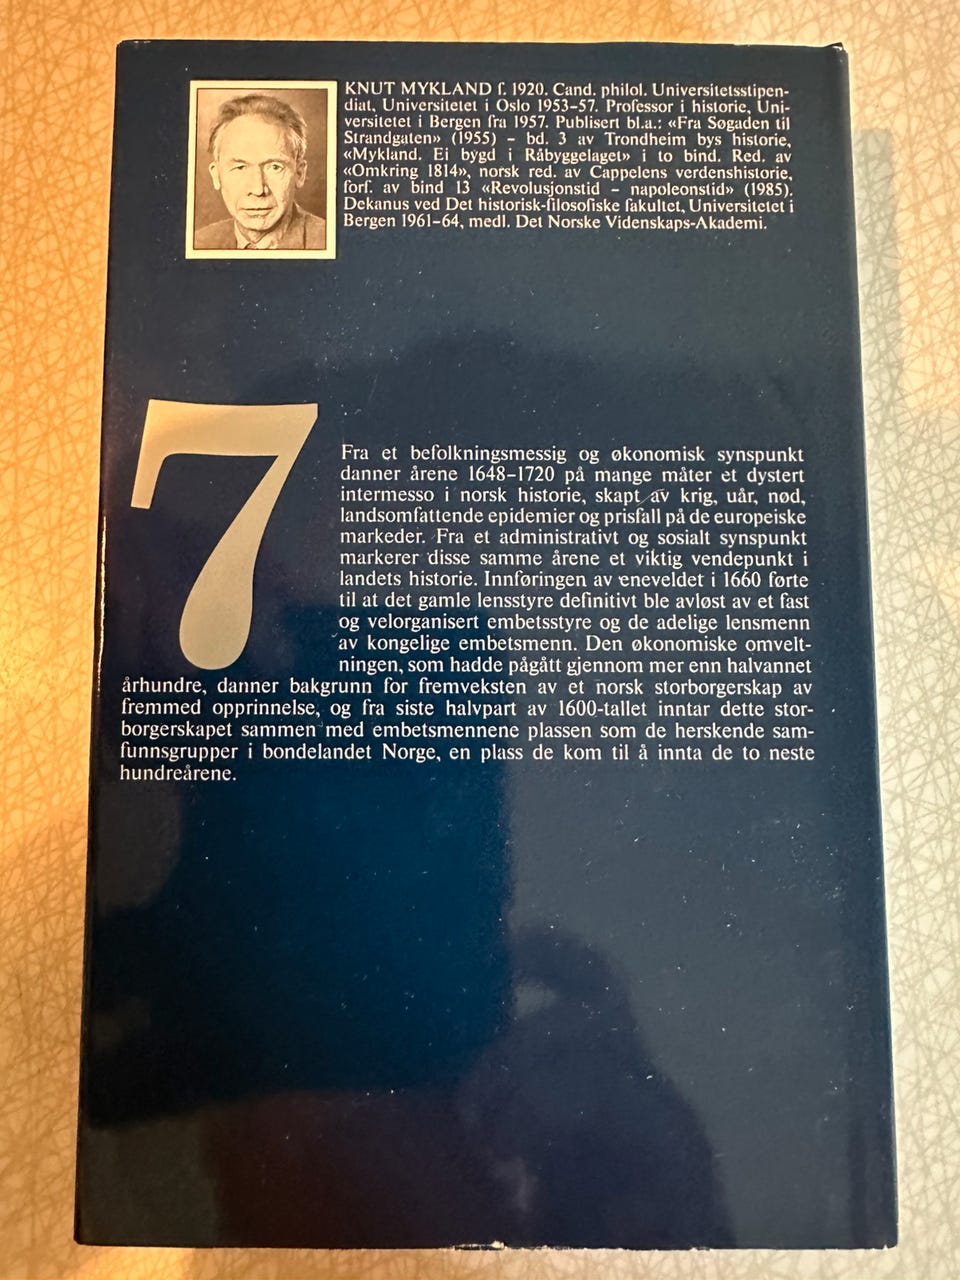 KNUT MYKLAND f. 1920. Cand. philol. Universitetsstipen-
diat, Universitetet i Oslo 1953–57. Professor i historie, Uni-
versitetet i Bergen fra 1957. Publisert bl.a.: «Fra Søgaden til
Strandgaten» (1955) – bd. 3 av Trondheim bys historie,
«Mykland. Ei bygd i Råbyggelaget» i to bind. Red. av
«Omkring 1814», norsk red. av Cappelens verdenshistorie,
forf. av bind 13 «Revolusjonstid – napoleonstid» (1985).
Dekanus ved Det historisk-filosofiske fakultet, Universitetet i
Bergen 1961–64, medl. Det Norske Videnskaps-Akademi.
7
Fra et befolkningsmessig og økonomisk synspunkt
danner årene 1648–1720 på mange måter et dystert
intermesso i norsk historie, skapt av krig, uår, nød,
landsomfattende epidemier og prisfall på de europeiske
markeder. Fra et administrativt og sosialt synspunkt
markerer disse samme årene et viktig vendepunkt i
landets historie. Innføringen av eneveldet i 1660 førte
til at det gamle lensstyre definitivt ble avløst av et fast
og velorganisert embetsstyre og de adelige lensmenn
av kongelige embetsmenn. Den økonomiske omvelt-
ningen, som hadde pågått gjennom mer enn halvannet
århundre, danner bakgrunn for fremveksten av et norsk storborgerskap av
fremmed opprinnelse, og fra siste halvpart av 1600-tallet inntar dette stor-
borgerskapet sammen med embetsmennene plassen som de herskende sam-
funnsgrupper i bondelandet Norge, en plass de kom til å innta de to neste
hundreårene.